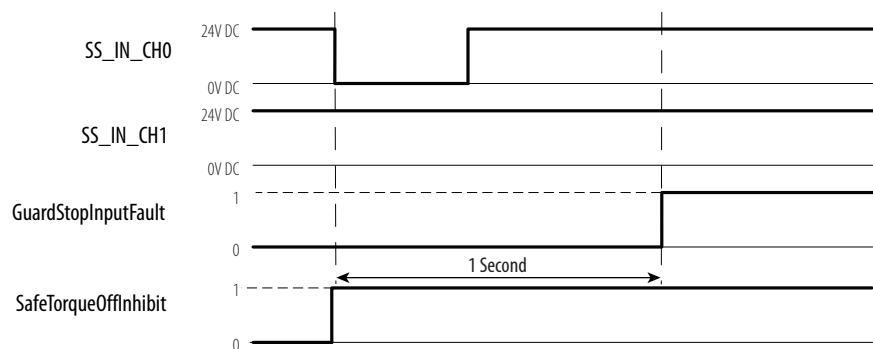 24V DC
SS_IN_CH0
0V DC
24V DC
SS_IN_CH1
0V DC
1
GuardStopInputFault
0
1 Second
1
SafeTorqueOffInhibit
0